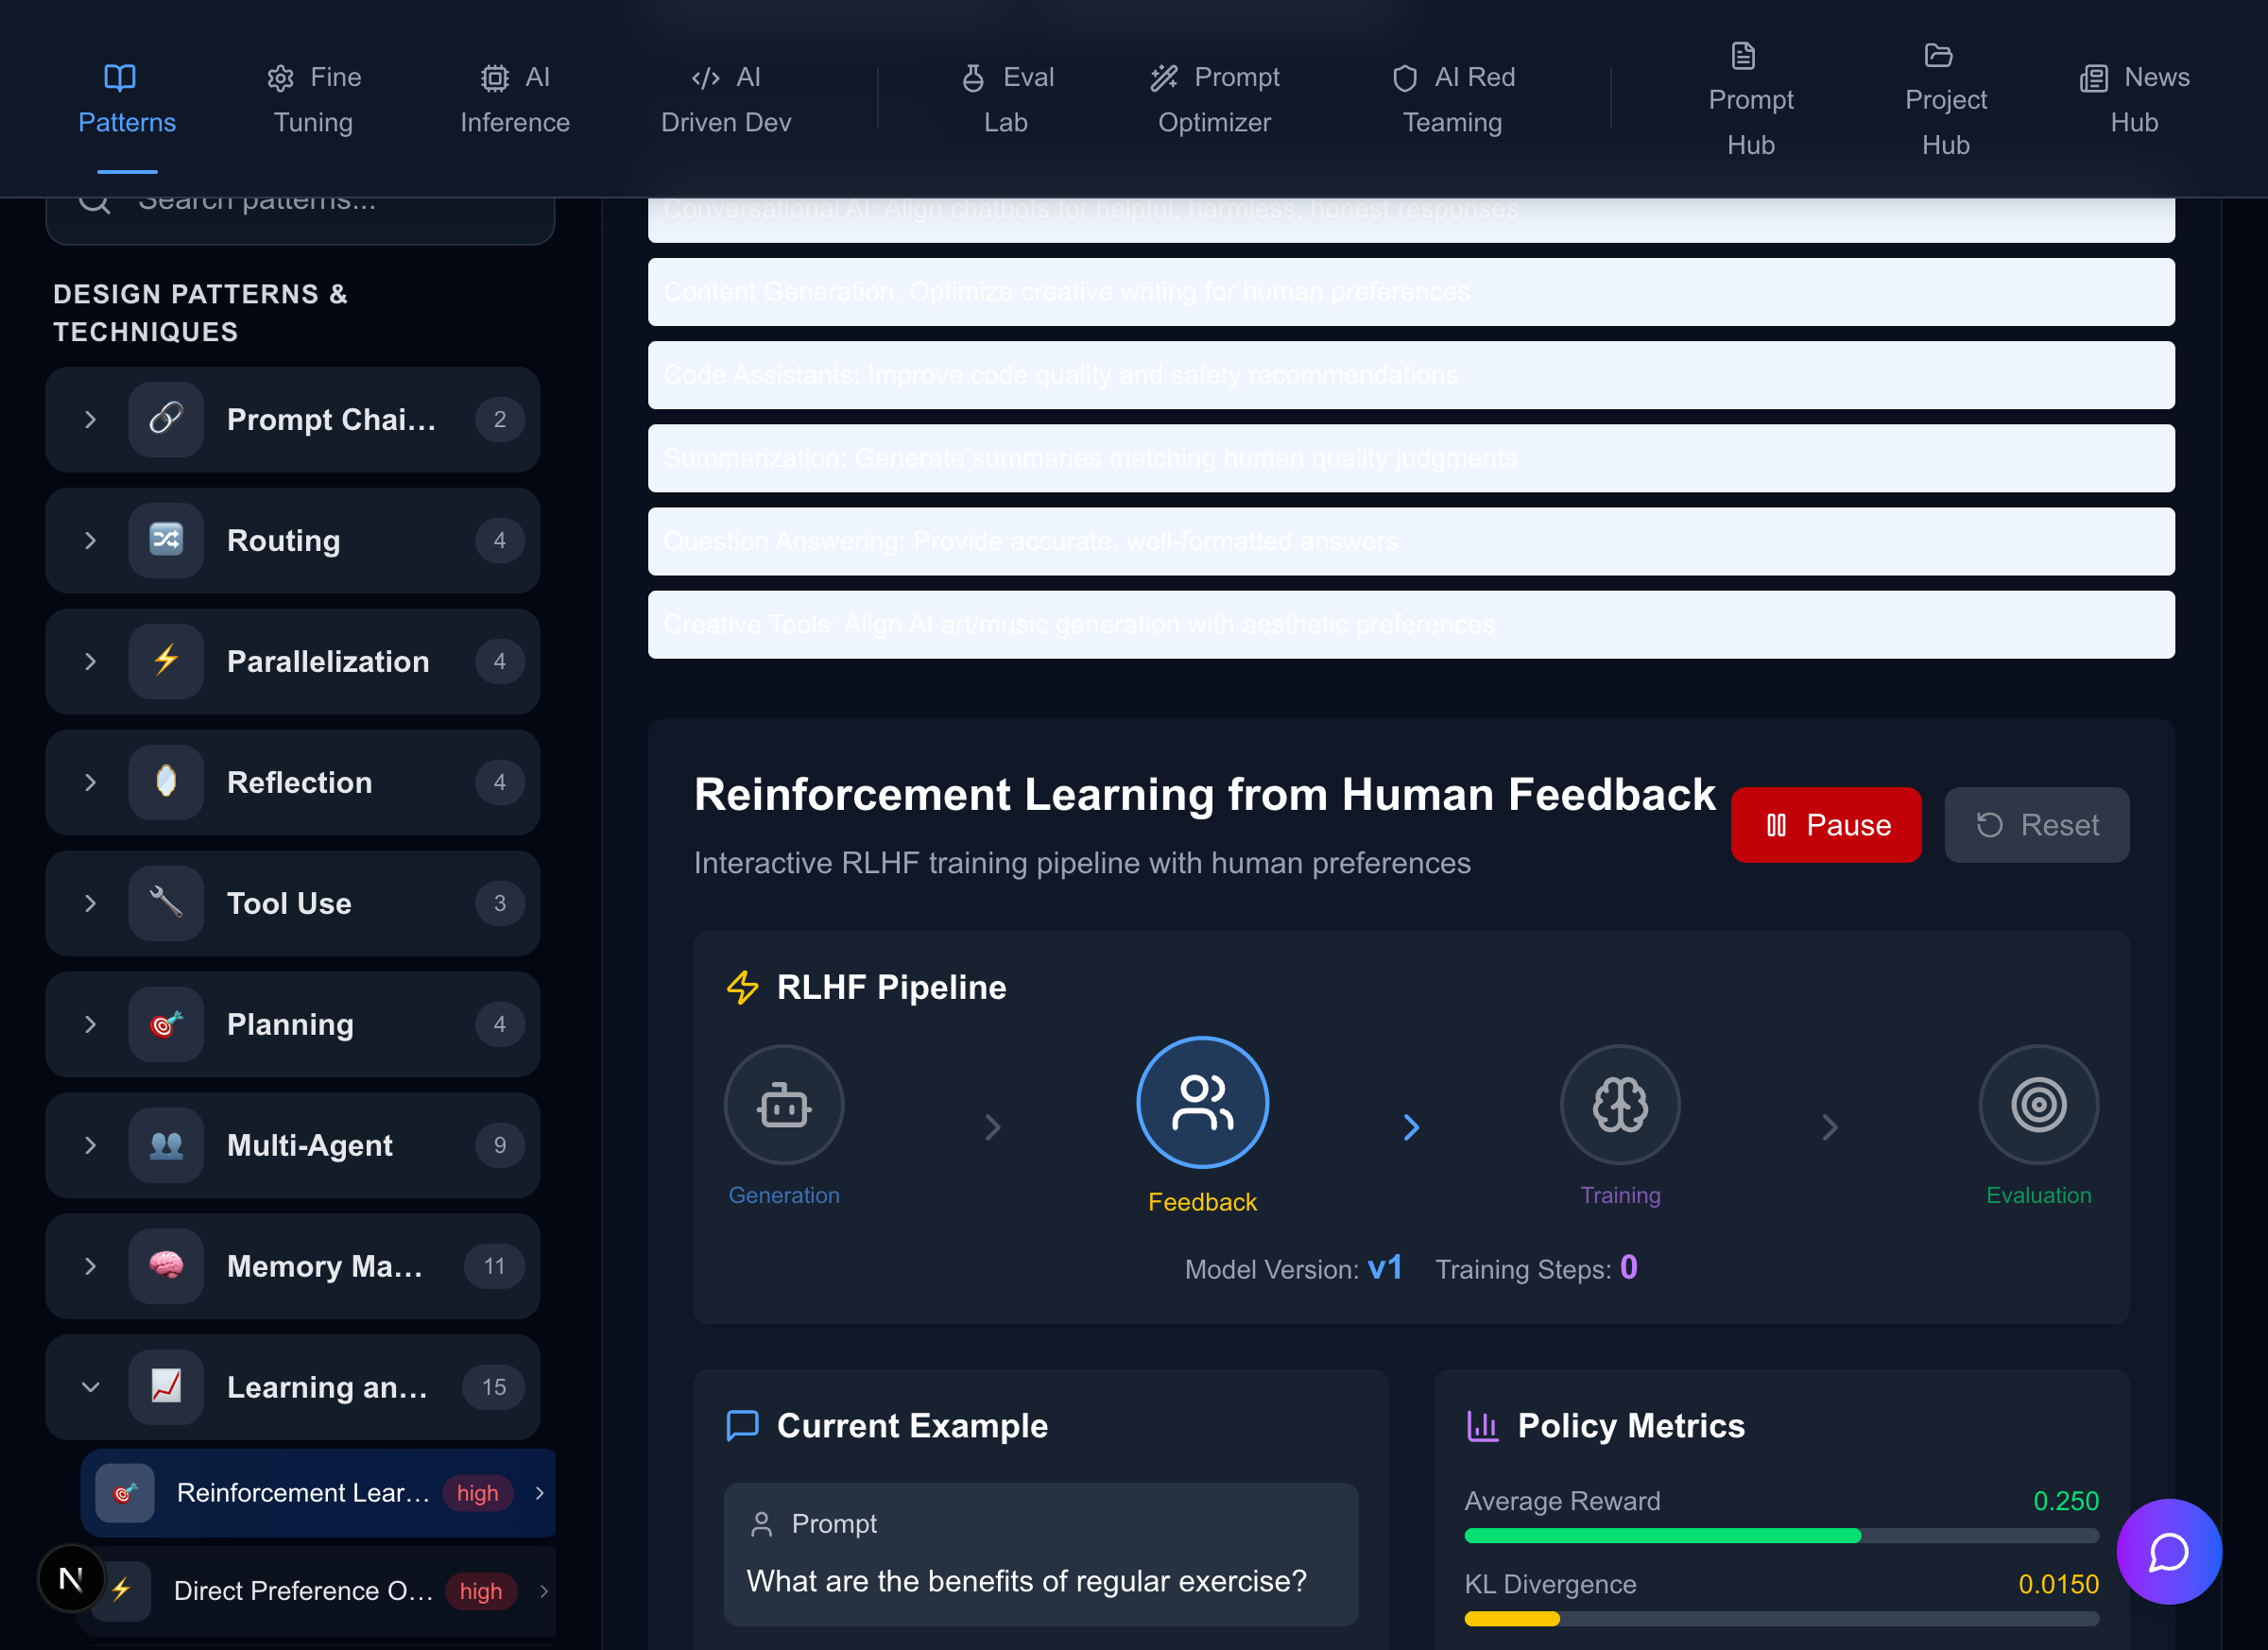 Patterns
Fine
Tuning
AI
Inference
AI
Driven Dev
Eval
Lab
Prompt
Optimizer
AI Red
Teaming
Prompt
Hub
Project
Hub
News
Hub
Search patterns...
DESIGN PATTERNS &
TECHNIQUES
Prompt Chai... 2
Routing 4
Parallelization 4
Reflection 4
Tool Use 3
Planning 4
Multi-Agent 9
Memory Ma... 11
Learning an... 15
Reinforcement Lear... high
Direct Preference O... high
N
Conversational AI: Align chatbots for helpful, harmless, honest responses
Content Generation: Optimize creative writing for human preferences
Code Assistants: Improve code quality and safety recommendations
Summarization: Generate summaries matching human quality judgments
Question Answering: Provide accurate, well-formatted answers
Creative Tools: Align AI art/music generation with aesthetic preferences
Reinforcement Learning from Human Feedback
Interactive RLHF training pipeline with human preferences
Pause
Reset
RLHF Pipeline
Generation
Feedback
Training
Evaluation
Model Version: v1 Training Steps: 0
Current Example
Prompt
What are the benefits of regular exercise?
Policy Metrics
Average Reward 0.250
KL Divergence 0.0150